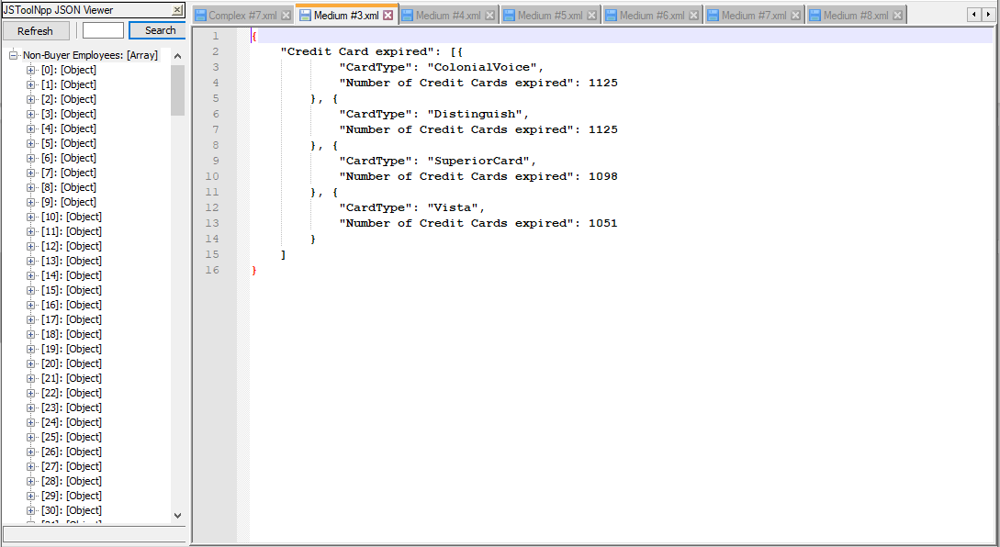 JSToolNpp JSON Viewer
Refresh
Search
Non-Buyer Employees: [Array]
[0]: [Object]
[1]: [Object]
[2]: [Object]
[3]: [Object]
[4]: [Object]
[5]: [Object]
[6]: [Object]
[7]: [Object]
[8]: [Object]
[9]: [Object]
[10]: [Object]
[11]: [Object]
[12]: [Object]
[13]: [Object]
[14]: [Object]
[15]: [Object]
[16]: [Object]
[17]: [Object]
[18]: [Object]
[19]: [Object]
[20]: [Object]
[21]: [Object]
[22]: [Object]
[23]: [Object]
[24]: [Object]
[25]: [Object]
[26]: [Object]
[27]: [Object]
[28]: [Object]
[29]: [Object]
[30]: [Object]
Complex #7.xml
Medium #3.xml
Medium #4.xml
Medium #5.xml
Medium #6.xml
Medium #7.xml
Medium #8.xml
1 {
2 "Credit Card expired": [{
3 "CardType": "ColonialVoice",
4 "Number of Credit Cards expired": 1125
5 }, {
6 "CardType": "Distinguish",
7 "Number of Credit Cards expired": 1125
8 }, {
9 "CardType": "SuperiorCard",
10 "Number of Credit Cards expired": 1098
11 }, {
12 "CardType": "Vista",
13 "Number of Credit Cards expired": 1051
14 }
15 ]
16 }